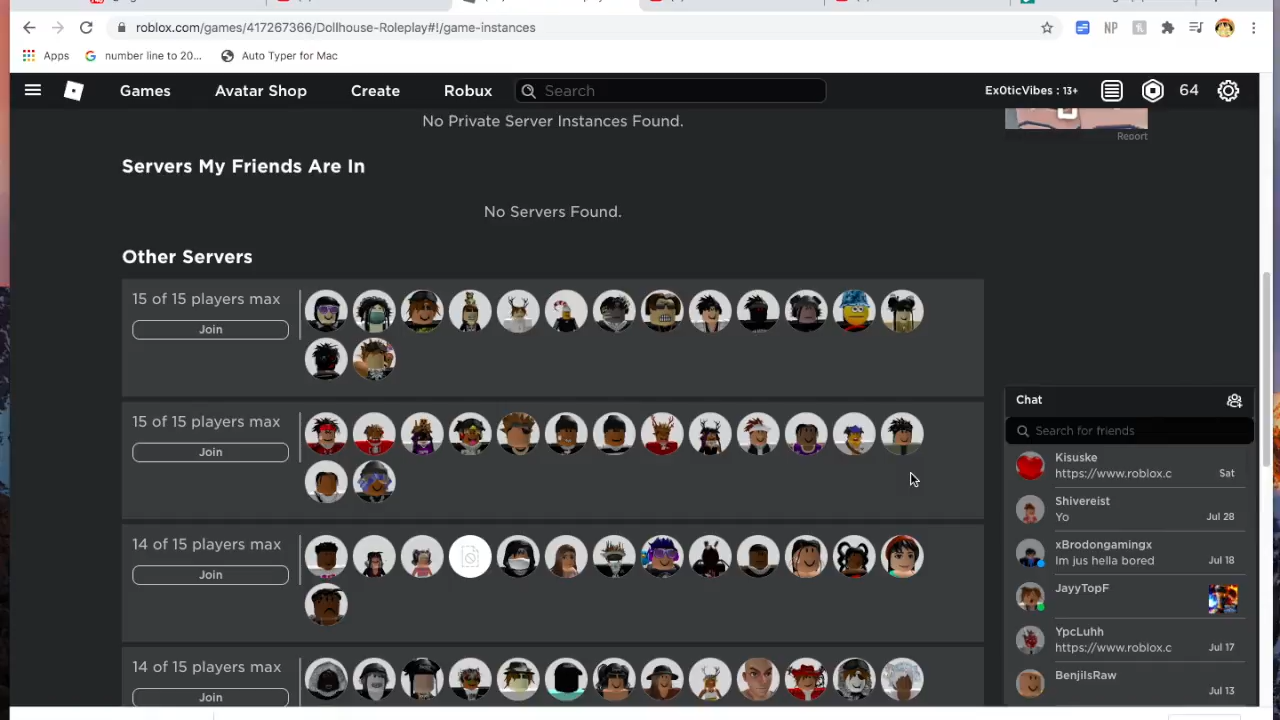 roblox.com/games/417267366/Dollhouse-Roleplay#!/game-instances
NP
Apps
number line to 20...
Auto Typer for Mac
Games
Avatar Shop
Create
Robux
Search
Ex0ticVibes : 13+
64
No Private Server Instances Found.
Report
Servers My Friends Are In
No Servers Found.
Other Servers
15 of 15 players max
Join
15 of 15 players max
Join
14 of 15 players max
Join
14 of 15 players max
Join
Chat
Search for friends
Kisuske
https://www.roblox.c
Sat
Shivereist
Yo
Jul 28
xBrodongamingx
Im jus hella bored
Jul 18
JayyTopF
YpcLuhh
https://www.roblox.c
Jul 17
BenjiIsRaw
Jul 13